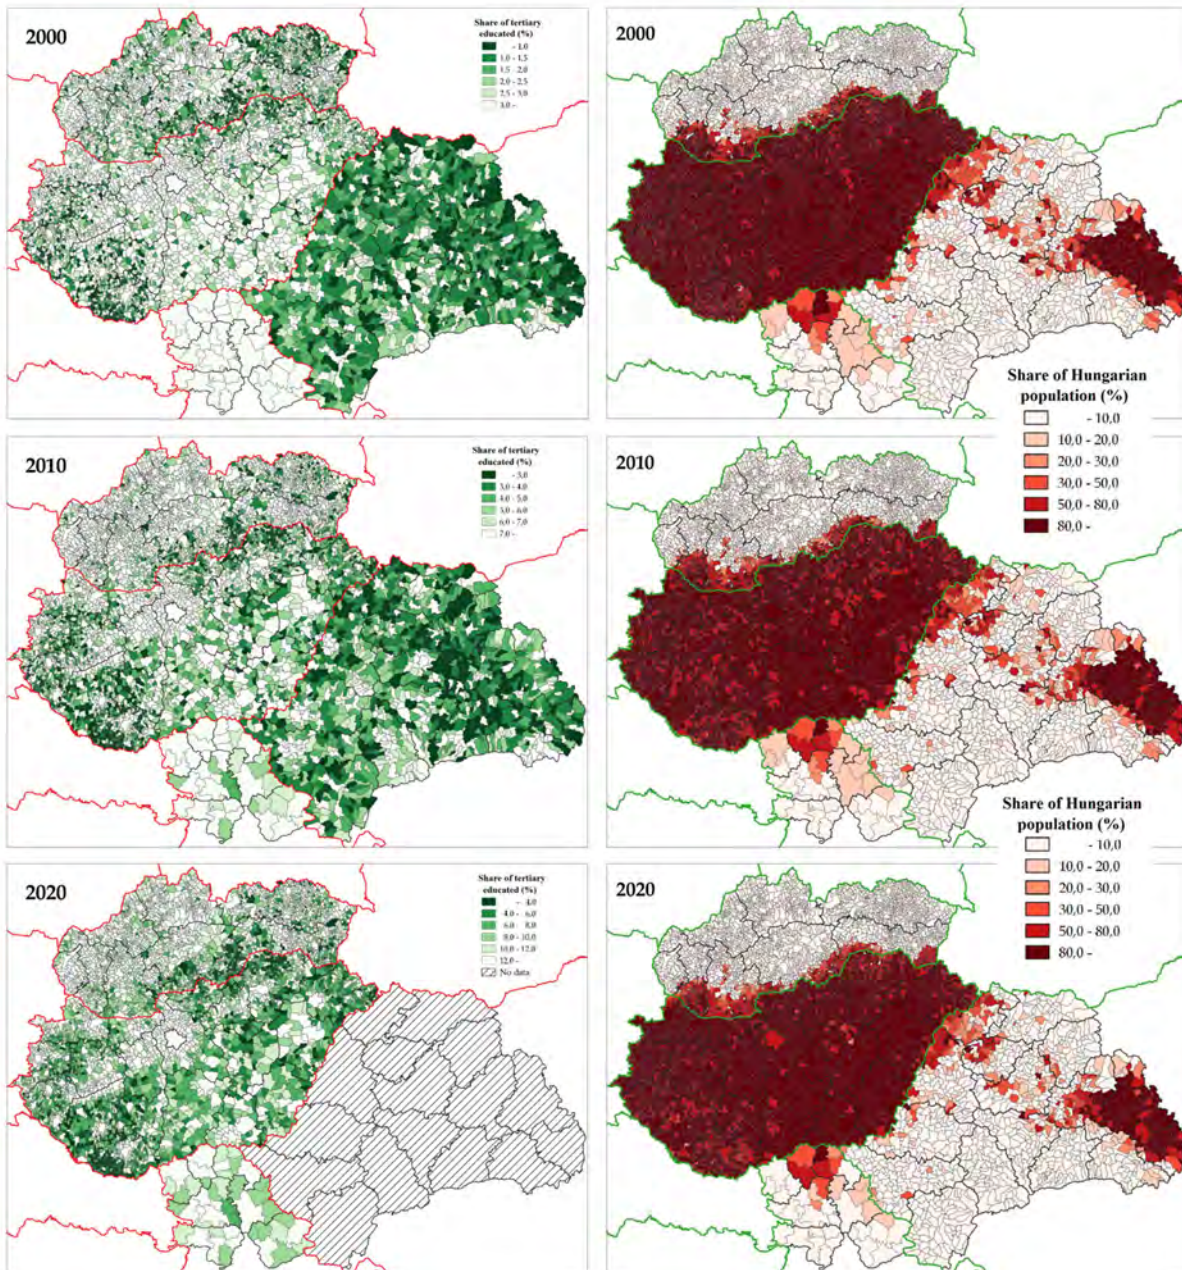 2000
Share of tertiary
educated (%)
- 1.0
1.0 - 1.5
1.5 - 2.0
2.0 - 2.5
2.5 - 3.0
3.0 -
2000
Share of Hungarian
population (%)
- 10,0
10,0 - 20,0
20,0 - 30,0
30,0 - 50,0
50,0 - 80,0
80,0 -
2010
Share of tertiary
educated (%)
- 3,0
3,0 - 4,0
4,0 - 5,0
5,0 - 6,0
6,0 - 7,0
7,0 -
2010
Share of Hungarian
population (%)
- 10,0
10,0 - 20,0
20,0 - 30,0
30,0 - 50,0
50,0 - 80,0
80,0 -
2020
Share of tertiary
educated (%)
- 4,0
4,0 - 6,0
6,0 - 8,0
8,0 - 10,0
10,0 - 12,0
12,0 -
No data
2020